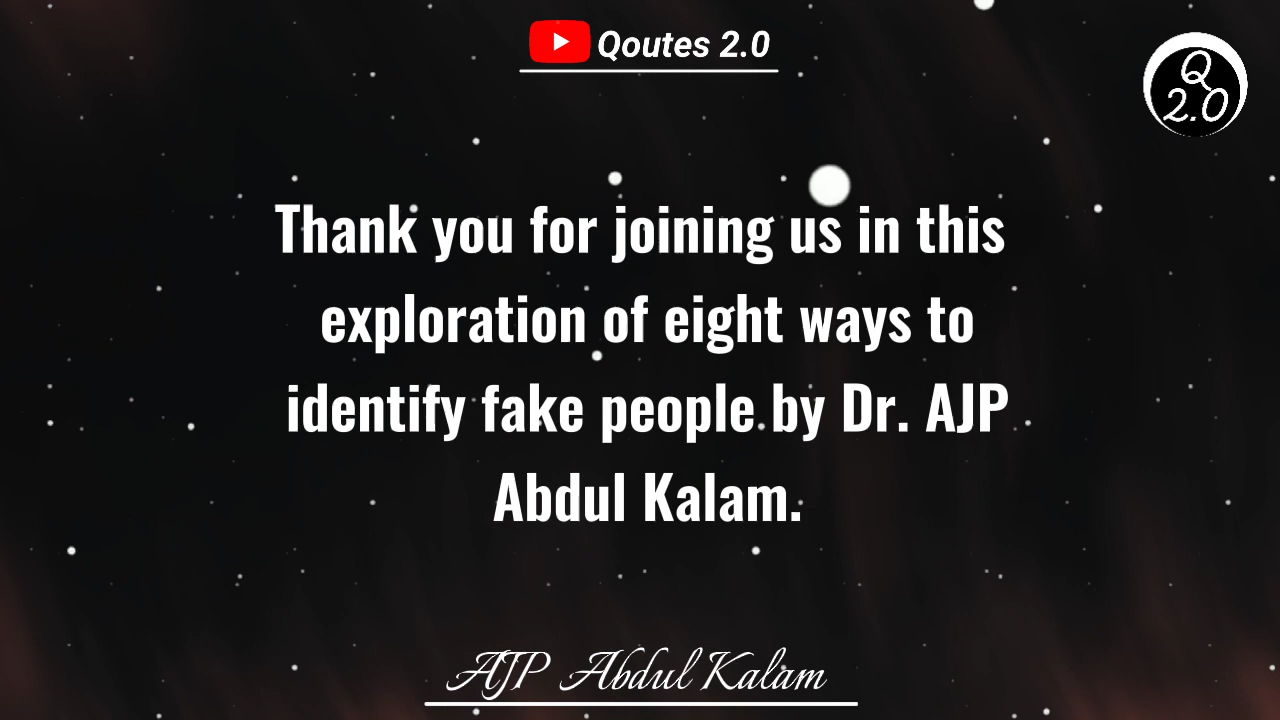 Qoutes 2.0
Q
2.0
Thank you for joining us in this
exploration of eight ways to
identify fake people by Dr. AJP
Abdul Kalam.
AJP Abdul Kalam